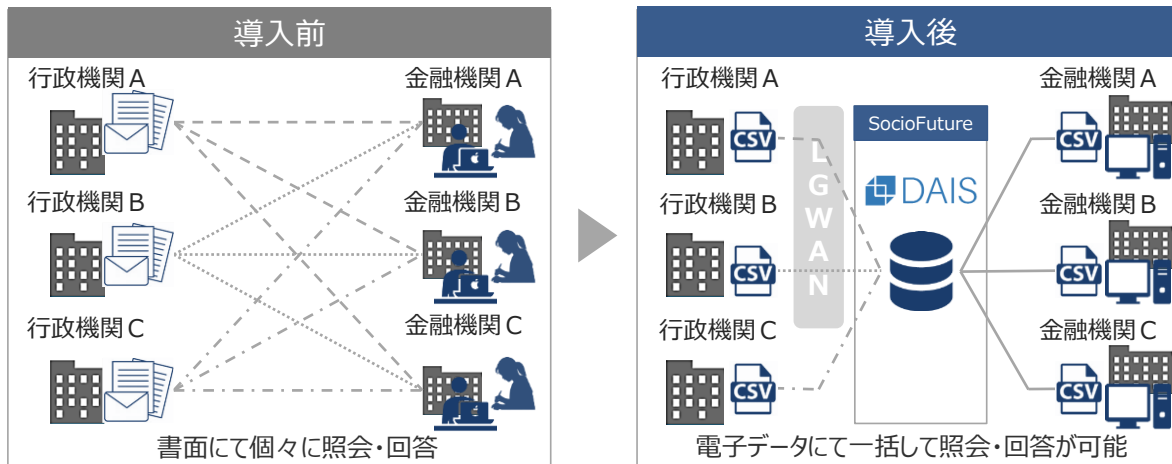 導入前
行政機関A
金融機関A
行政機関B
金融機関B
行政機関C
金融機関C
書面にて個々に照会・回答
導入後
行政機関A
金融機関A
CSV
LGWAN
SocioFuture
CSV
DAIS
行政機関B
金融機関B
CSV
CSV
行政機関C
金融機関C
CSV
CSV
電子データにて一括して照会・回答が可能